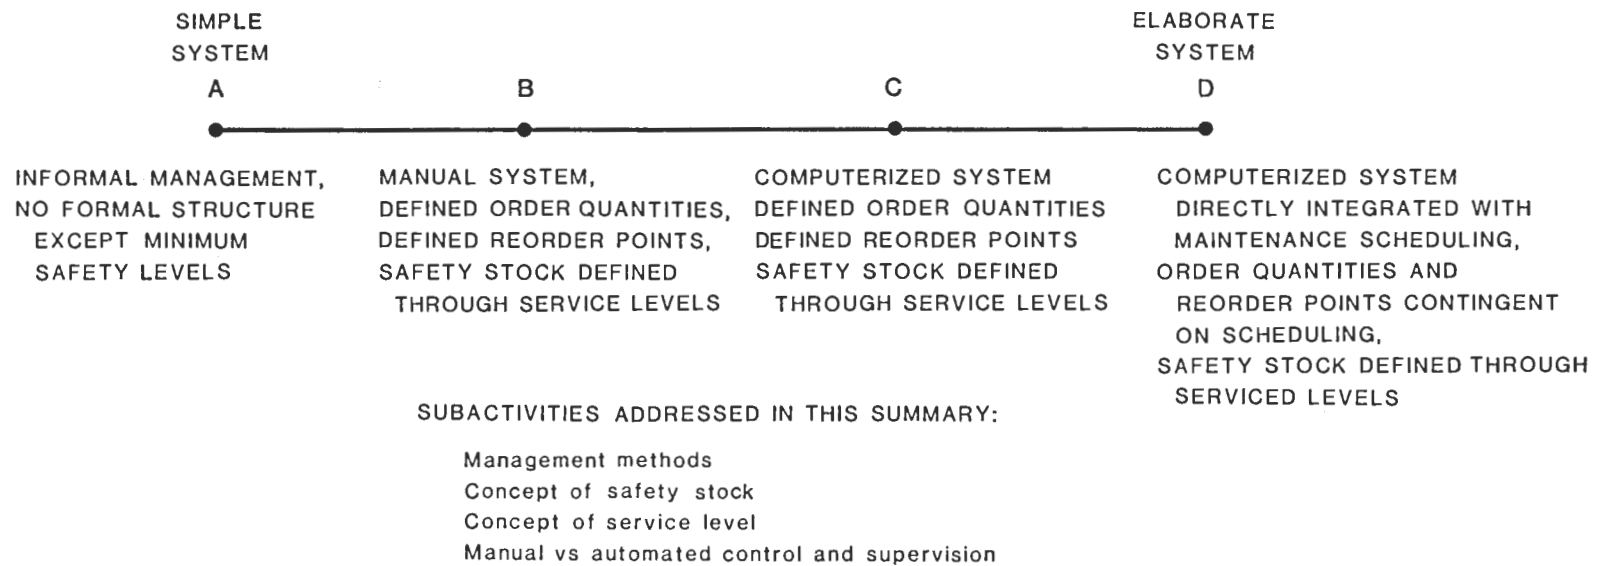 SIMPLE
SYSTEM
A
B
C
ELABORATE
SYSTEM
D
INFORMAL MANAGEMENT,
NO FORMAL STRUCTURE
EXCEPT MINIMUM
SAFETY LEVELS
MANUAL SYSTEM,
DEFINED ORDER QUANTITIES,
DEFINED REORDER POINTS,
SAFETY STOCK DEFINED
THROUGH SERVICE LEVELS
COMPUTERIZED SYSTEM
DEFINED ORDER QUANTITIES
DEFINED REORDER POINTS
SAFETY STOCK DEFINED
THROUGH SERVICE LEVELS
COMPUTERIZED SYSTEM
DIRECTLY INTEGRATED WITH
MAINTENANCE SCHEDULING,
ORDER QUANTITIES AND
REORDER POINTS CONTINGENT
ON SCHEDULING,
SAFETY STOCK DEFINED THROUGH
SERVICED LEVELS
SUBACTIVITIES ADDRESSED IN THIS SUMMARY:
Management methods
Concept of safety stock
Concept of service level
Manual vs automated control and supervision